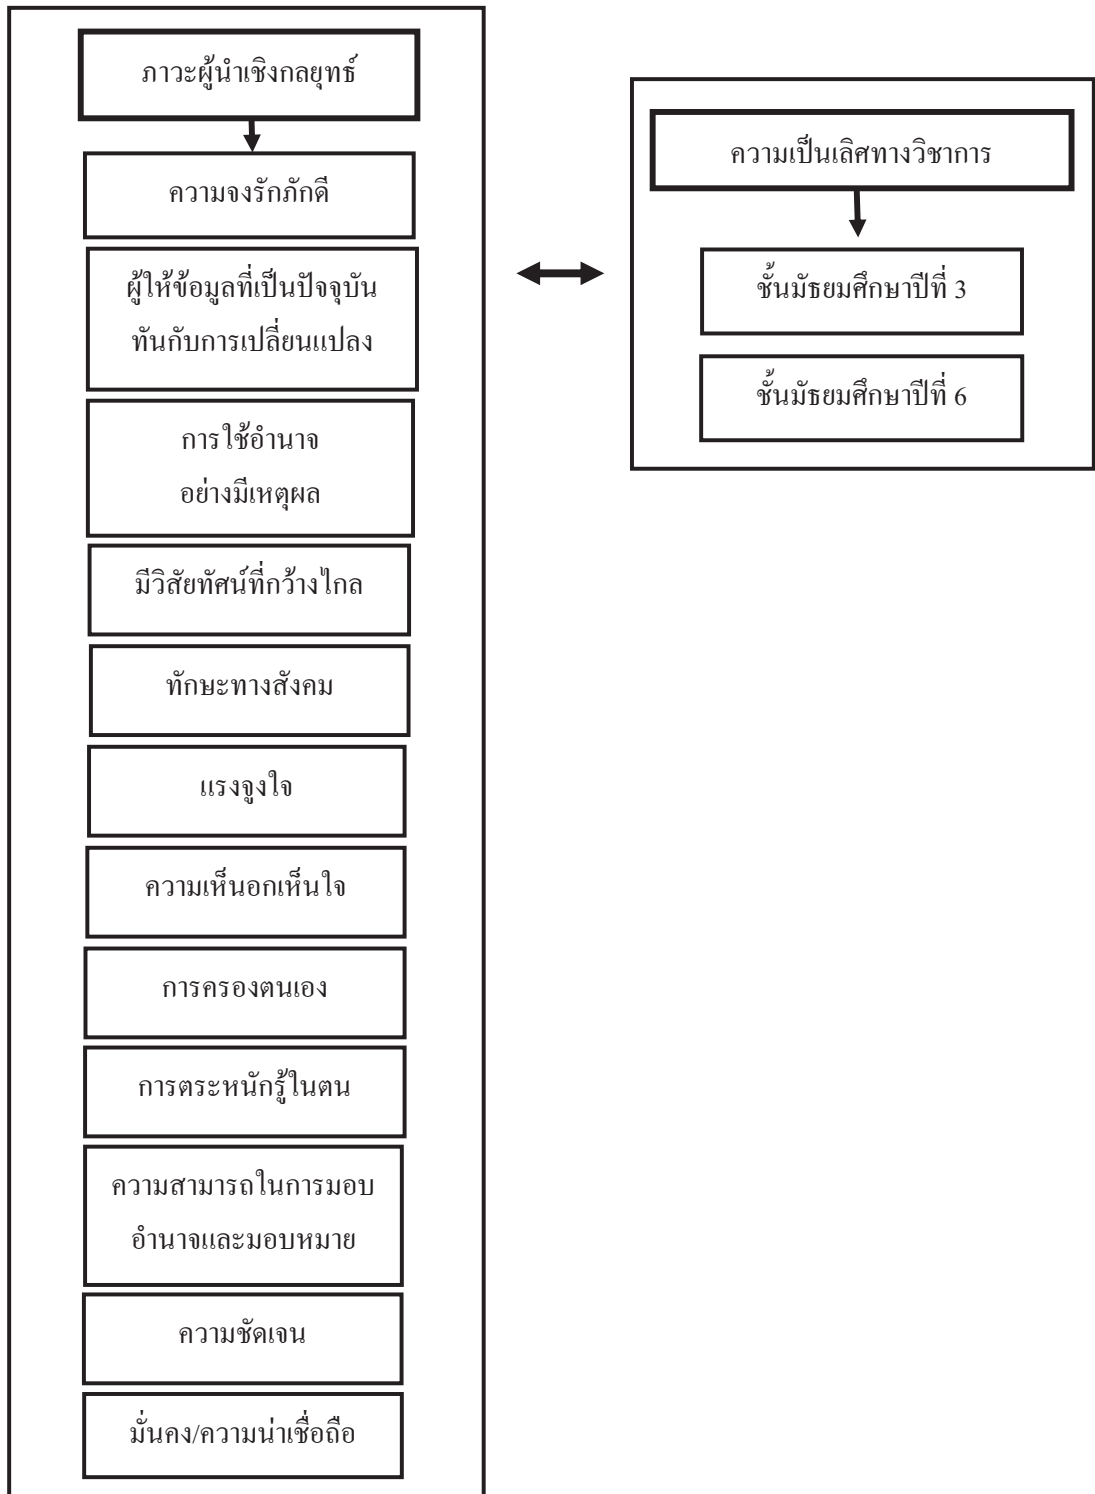 ภาวะผู้นำเชิงกลยุทธ์
ความจงรักภักดี
ผู้ให้ข้อมูลที่เป็นปัจจุบัน
ทันกับการเปลี่ยนแปลง
การใช้อำนาจ
อย่างมีเหตุผล
มีวิสัยทัศน์ที่กว้างไกล
ทักษะทางสังคม
แรงจูงใจ
ความเห็นอกเห็นใจ
การครองตนเอง
การตระหนักรู้ในตน
ความสามารถในการมอบ
อำนาจและมอบหมาย
ความชัดเจน
มั่นคง/ความน่าเชื่อถือ
ความเป็นเลิศทางวิชาการ
ชั้นมัธยมศึกษาปีที่ 3
ชั้นมัธยมศึกษาปีที่ 6